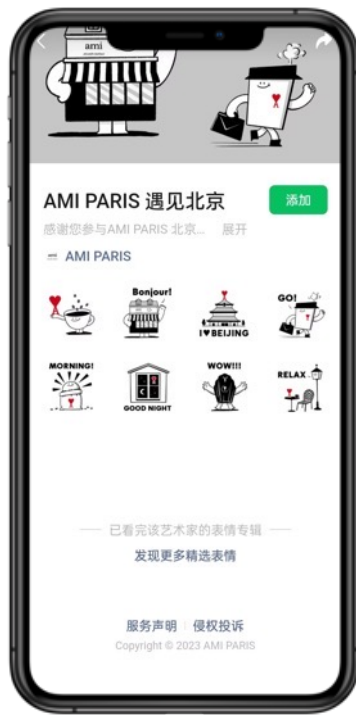 ami
AMI PARIS 遇见北京
添加
感谢您参与AMI PARIS 北京... 展开
AMI PARIS
Bonjour!
I♥BEIJING
GO!
MORNING!
GOOD NIGHT
WOW!!!
RELAX
已看完该艺术家的表情专辑
发现更多精选表情
服务声明 | 侵权投诉
Copyright © 2023 AMI PARIS